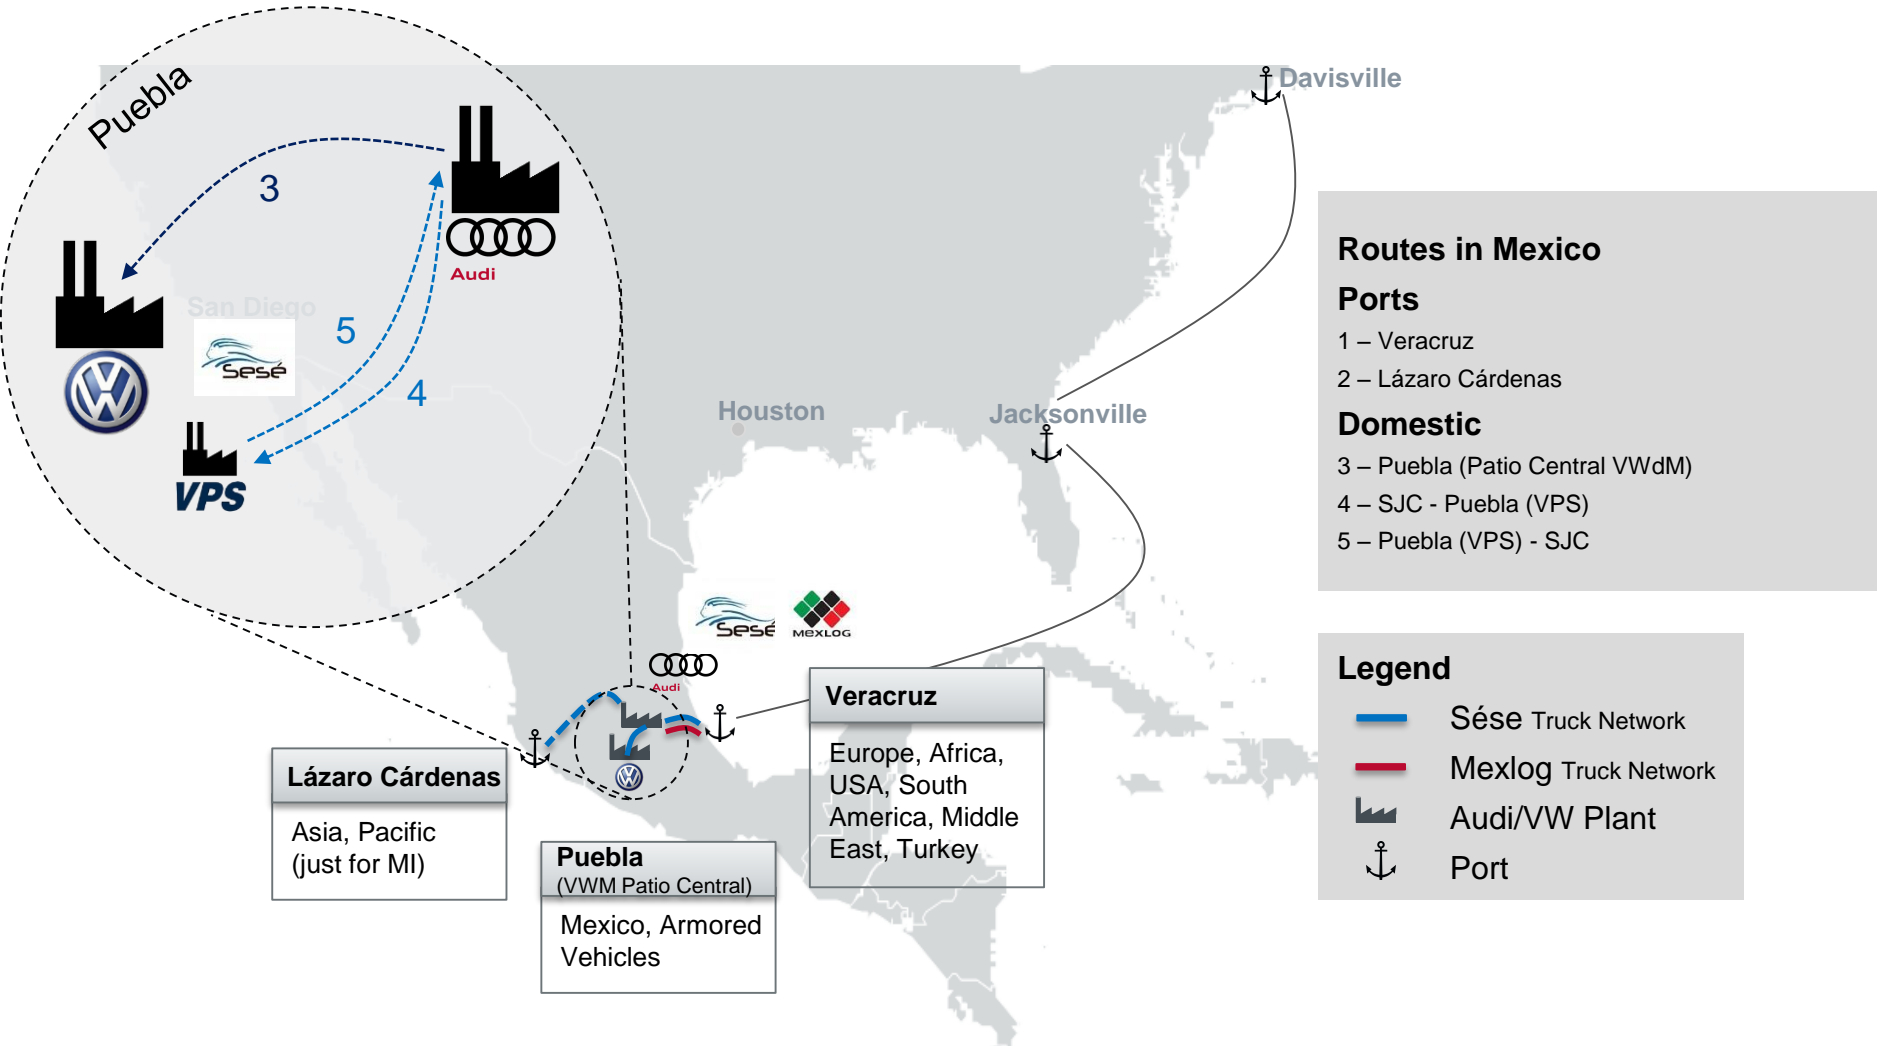 Puebla
Davisville
3
Audi
San Diego
Sesé
5
4
VPS
Houston
Jacksonville
Routes in Mexico
Ports
1 – Veracruz
2 – Lázaro Cárdenas
Domestic
3 – Puebla (Patio Central VWdM)
4 – SJC - Puebla (VPS)
5 – Puebla (VPS) - SJC
Sesé
MEXLOG
Audi
Veracruz
Europe, Africa,
USA, South
America, Middle
East, Turkey
Lázaro Cárdenas
Asia, Pacific
(just for MI)
Puebla
(VWM Patio Central)
Mexico, Armored
Vehicles
Legend
Sése Truck Network
Mexlog Truck Network
Audi/VW Plant
Port